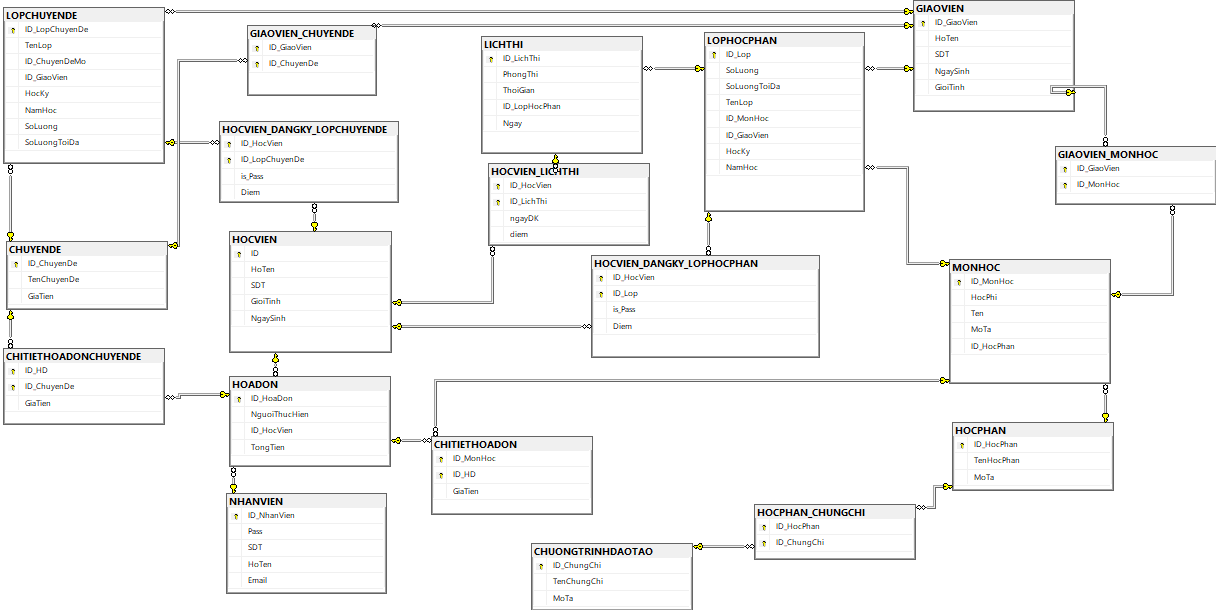 LOPCHUYENDE
ID_LopChuyenDe
TenLop
ID_ChuyenDeMo
ID_GiaoVien
HocKy
NamHoc
SoLuong
SoLuongToiDa
GIAOVIEN_CHUYENDE
ID_GiaoVien
ID_ChuyenDe
LICHTHI
ID_LichThi
PhongThi
ThoiGian
ID_LopHocPhan
Ngay
LOPHOCPHAN
ID_Lop
SoLuong
SoLuongToiDa
TenLop
ID_MonHoc
ID_GiaoVien
HocKy
NamHoc
GIAOVIEN
ID_GiaoVien
HoTen
SDT
NgaySinh
GioiTinh
HOCVIEN_DANGKY_LOPCHUYENDE
ID_HocVien
ID_LopChuyenDe
is_Pass
Diem
HOCVIEN_LICHTHI
ID_HocVien
ID_LichThi
ngayDK
diem
GIAOVIEN_MONHOC
ID_GiaoVien
ID_MonHoc
CHUYENDE
ID_ChuyenDe
TenChuyenDe
GiaTien
HOCVIEN
ID
HoTen
SDT
GioiTinh
NgaySinh
HOCVIEN_DANGKY_LOPHOCPHAN
ID_HocVien
ID_Lop
is_Pass
Diem
MONHOC
ID_MonHoc
HocPhi
Ten
MoTa
ID_HocPhan
CHITIETHOADONCHUYENDE
ID_HD
ID_ChuyenDe
GiaTien
HOADON
ID_HoaDon
NguoiThucHien
ID_HocVien
TongTien
CHITIETHOADON
ID_MonHoc
ID_HD
GiaTien
HOCPHAN
ID_HocPhan
TenHocPhan
MoTa
NHANVIEN
ID_NhanVien
Pass
SDT
HoTen
Email
HOCPHAN_CHUNGCHI
ID_HocPhan
ID_ChungChi
CHUONGTRINHDAOTAO
ID_ChungChi
TenChungChi
MoTa